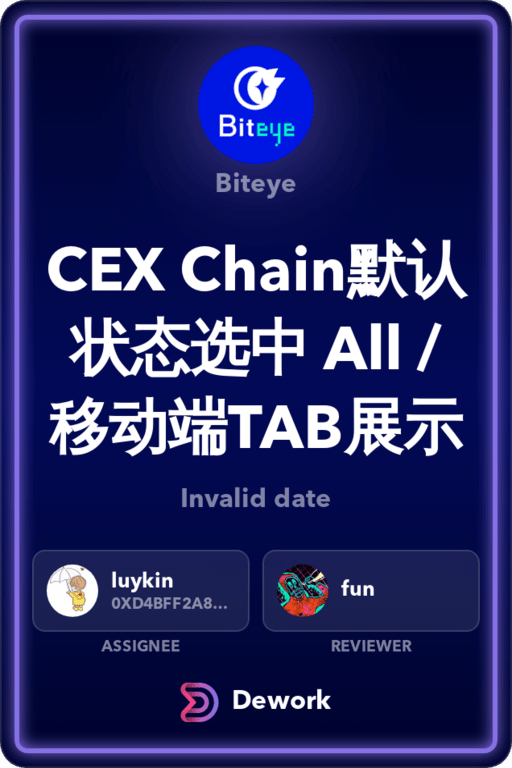 Biteye
Biteye
CEX Chain默认
状态选中 All /
移动端TAB展示
Invalid date
luykin
0XD4BFF2A8...
ASSIGNEE
fun
REVIEWER
Dework